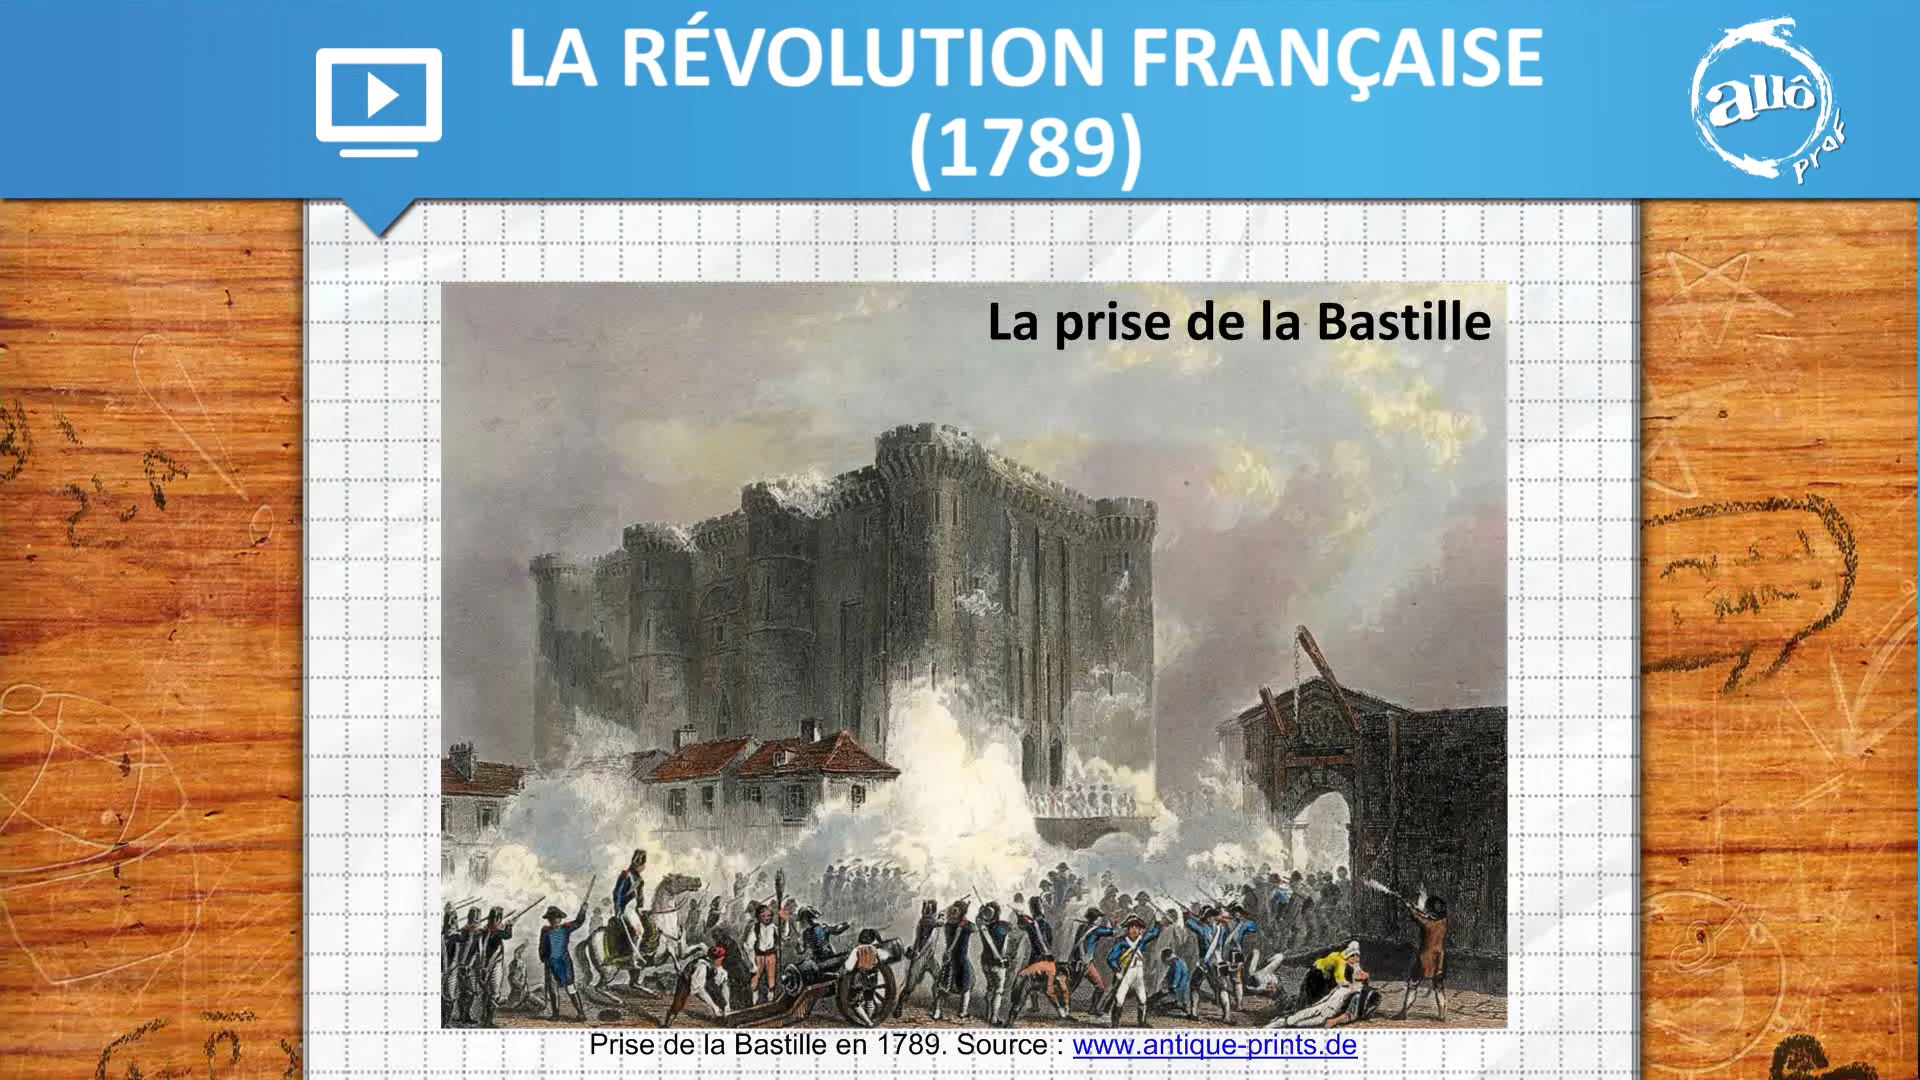 LA RÉVOLUTION FRANÇAISE
(1789)
allô
prof
La prise de la Bastille
Prise de la Bastille en 1789. Source : www.antique-prints.de